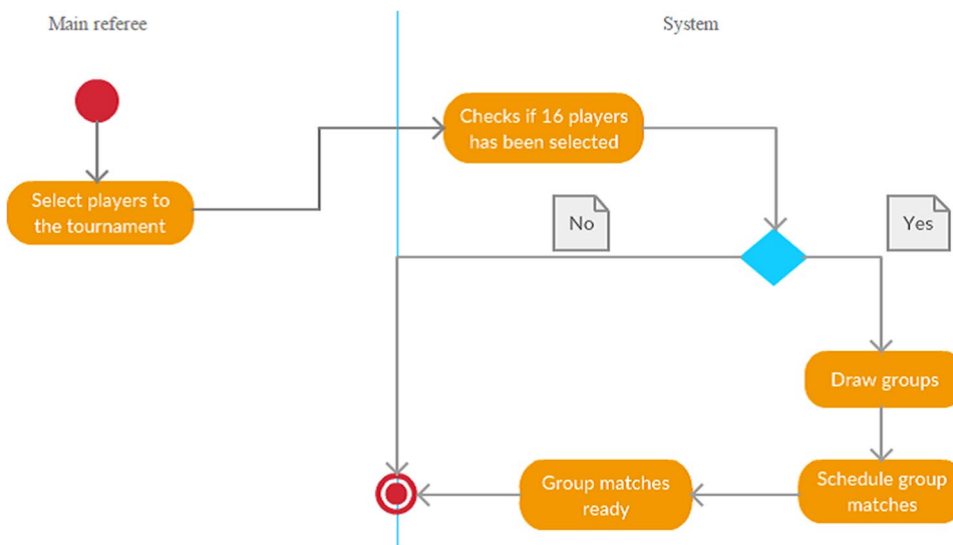 Main referee
System
Checks if 16 players
has been selected
Select players to
the tournament
No
Yes
Draw groups
Group matches
ready
Schedule group
matches